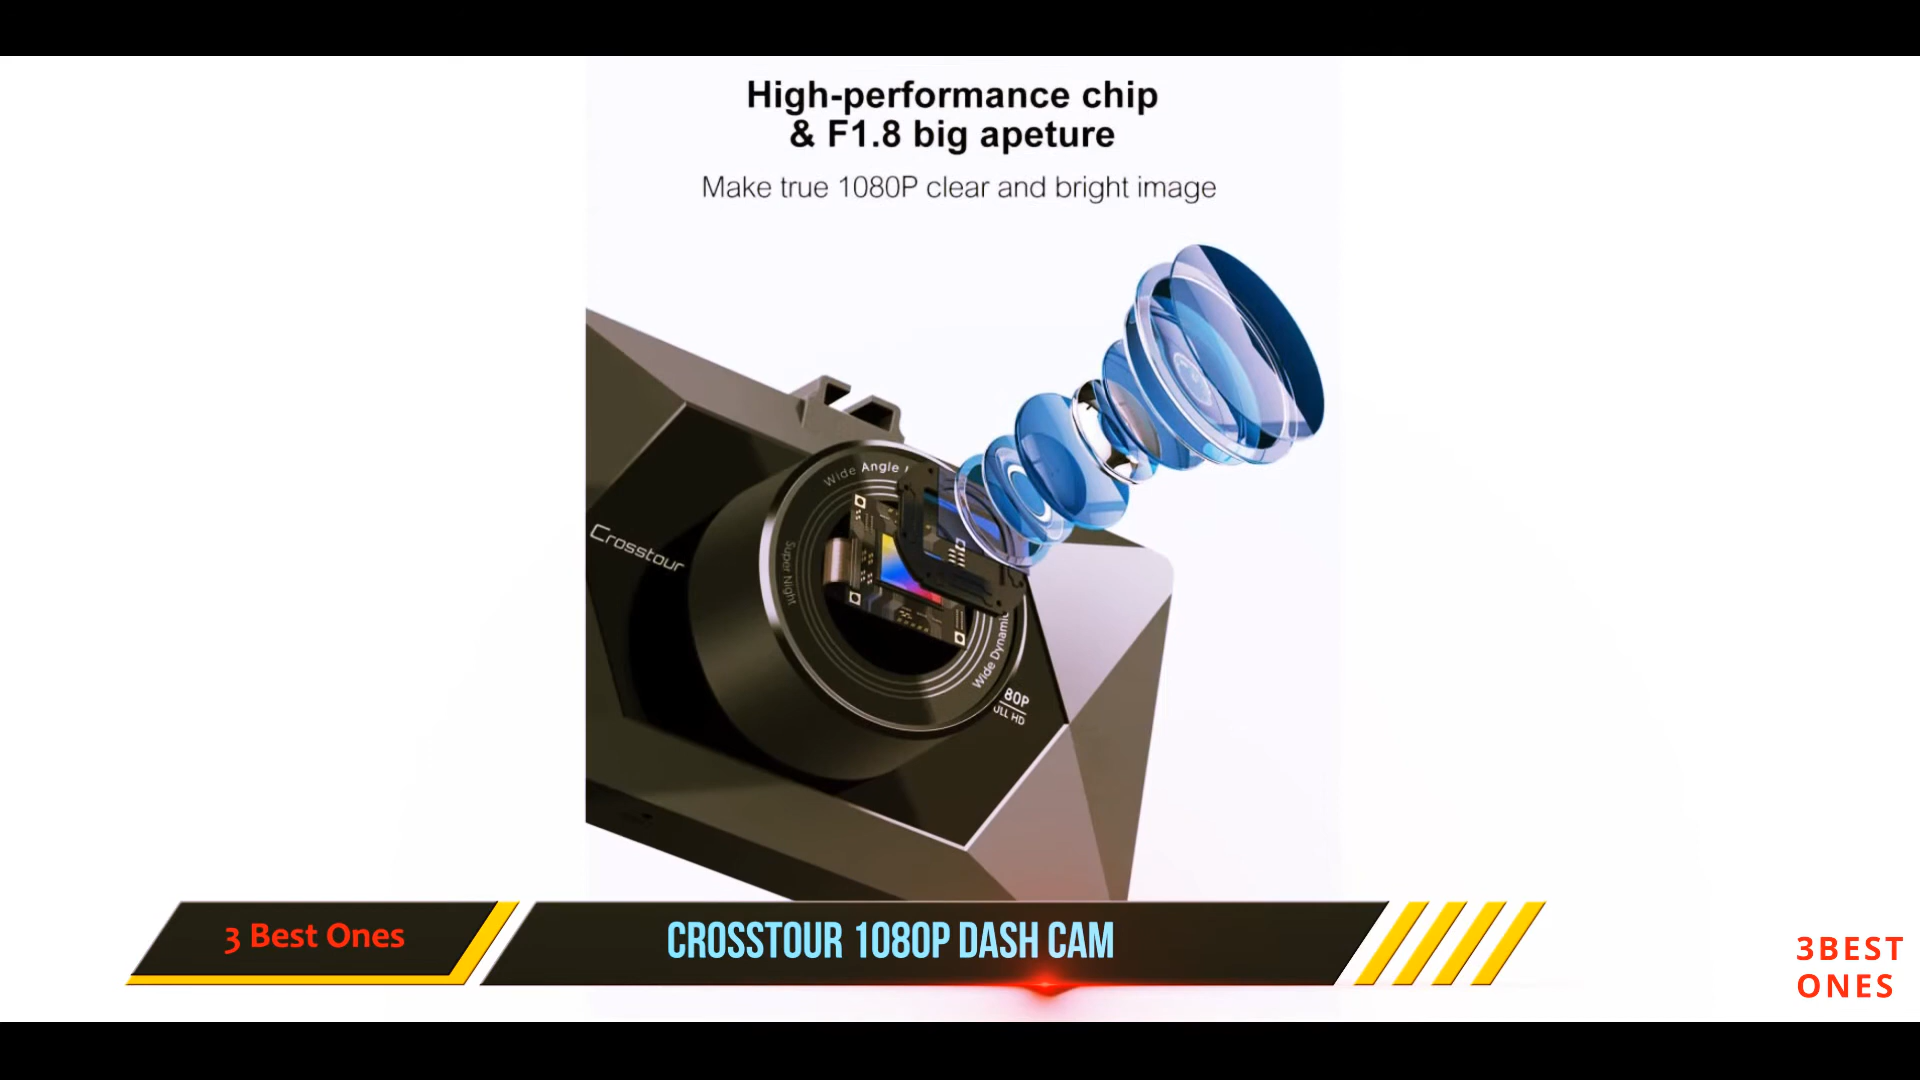 High-performance chip
& F1.8 big apeture
Make true 1080P clear and bright image
Wide Angle
Crosstour
Super Night
Wide Dynamic
80P
ULL HD
3 Best Ones
CROSSTOUR 1080P DASH CAM
3BEST
ONES